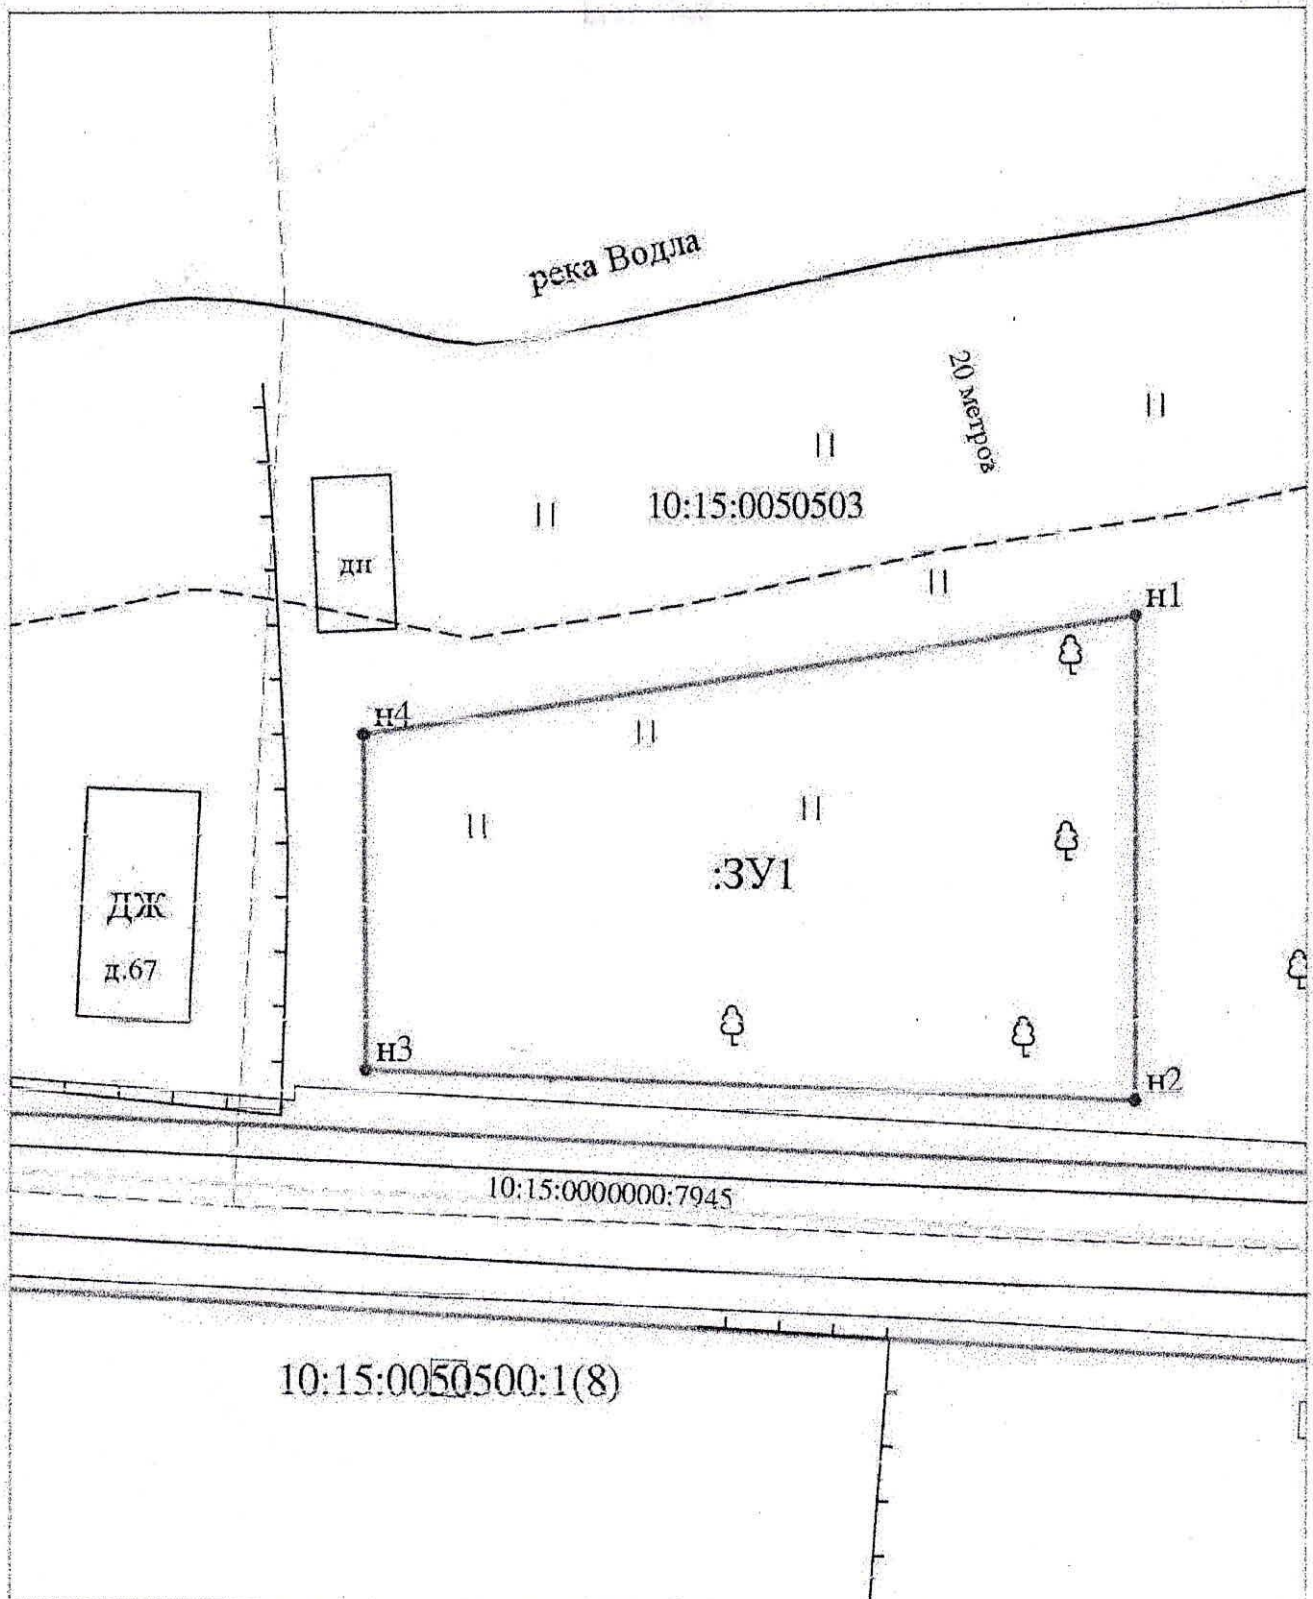 река Водла
20 метров
10:15:0050503
дн
н1
н4
:ЗУ1
ДЖ
д.67
н3
н2
10:15:0000000:7945
10:15:0050500:1(8)